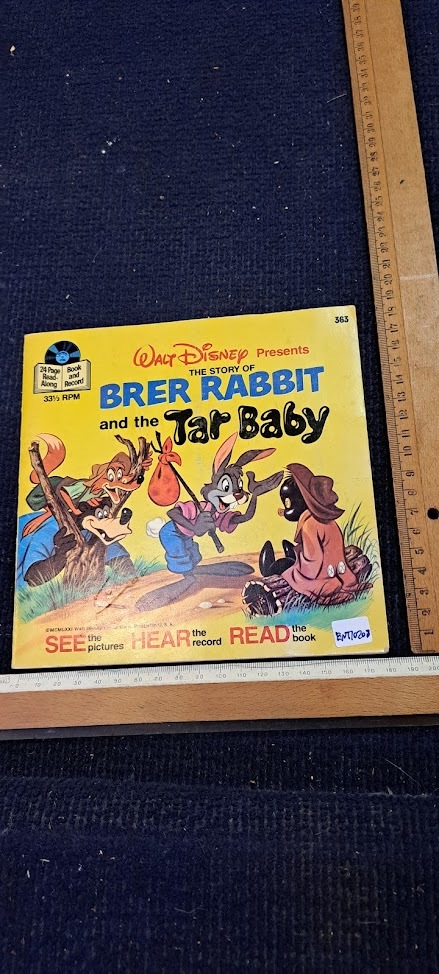 363
WALT DISNEY Presents
THE STORY OF
BRER RABBIT
and the Tar Baby
24 Page Book
Read- and
Along Record
33⅓ RPM
SEE the pictures HEAR the record READ the book